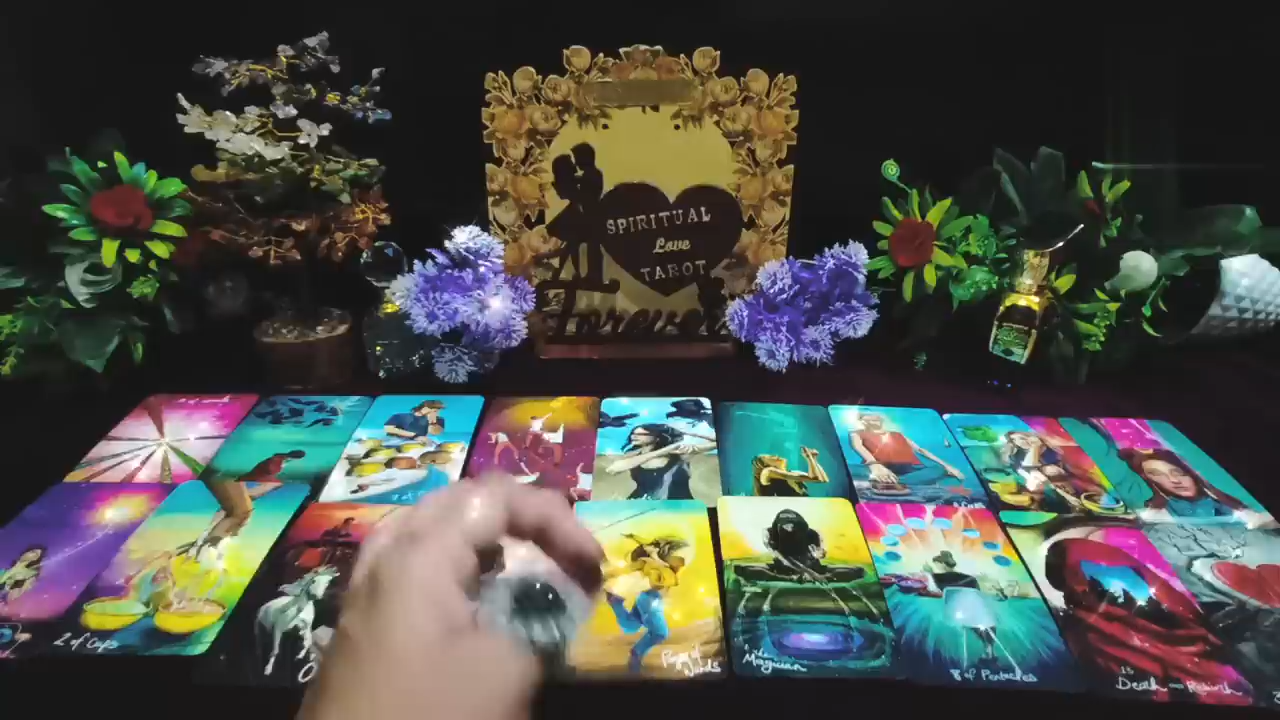 SPIRITUAL
Love
TAROT
Forever
2 of Cups
Page of
Wands
the
Magician
8 of Pentacles
13
Death - Rebirth